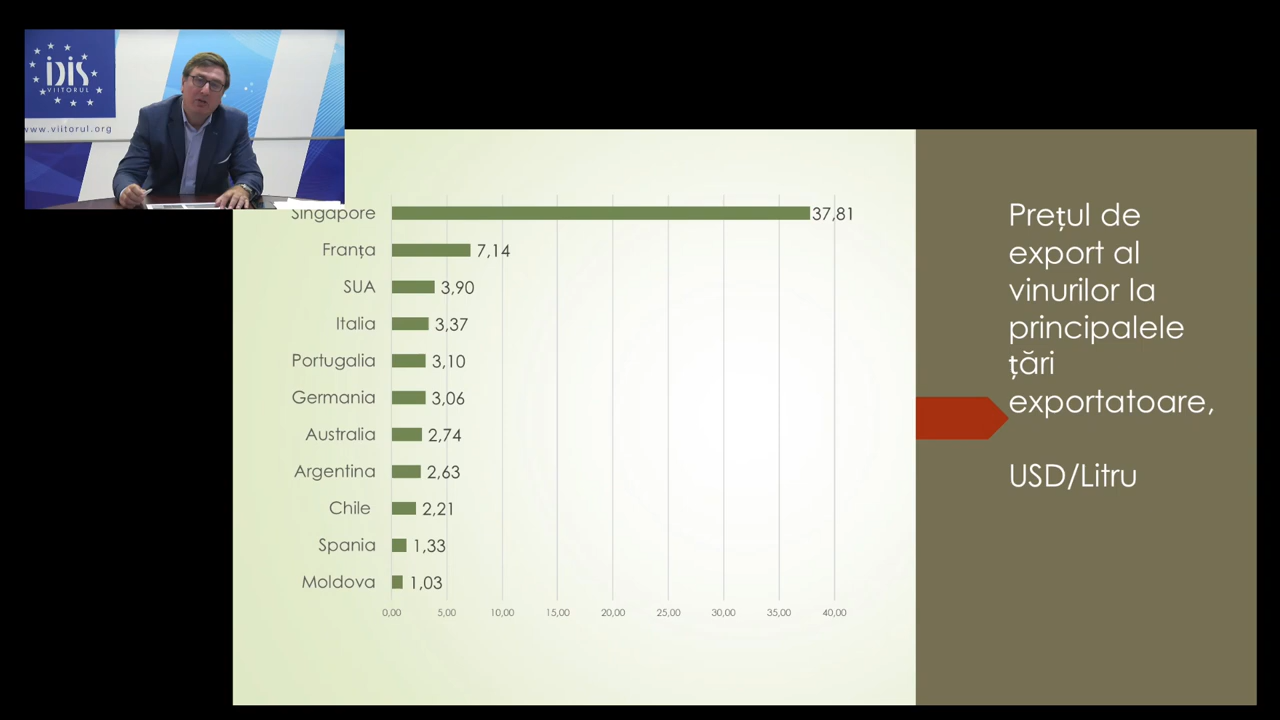 IDIS
VIITORUL
www.viitorul.org
Singapore 37,81
Franța 7,14
SUA 3,90
Italia 3,37
Portugalia 3,10
Germania 3,06
Australia 2,74
Argentina 2,63
Chile 2,21
Spania 1,33
Moldova 1,03
0,00 5,00 10,00 15,00 20,00 25,00 30,00 35,00 40,00
Prețul de
export al
vinurilor la
principalele
țări
exportatoare,
USD/Litru